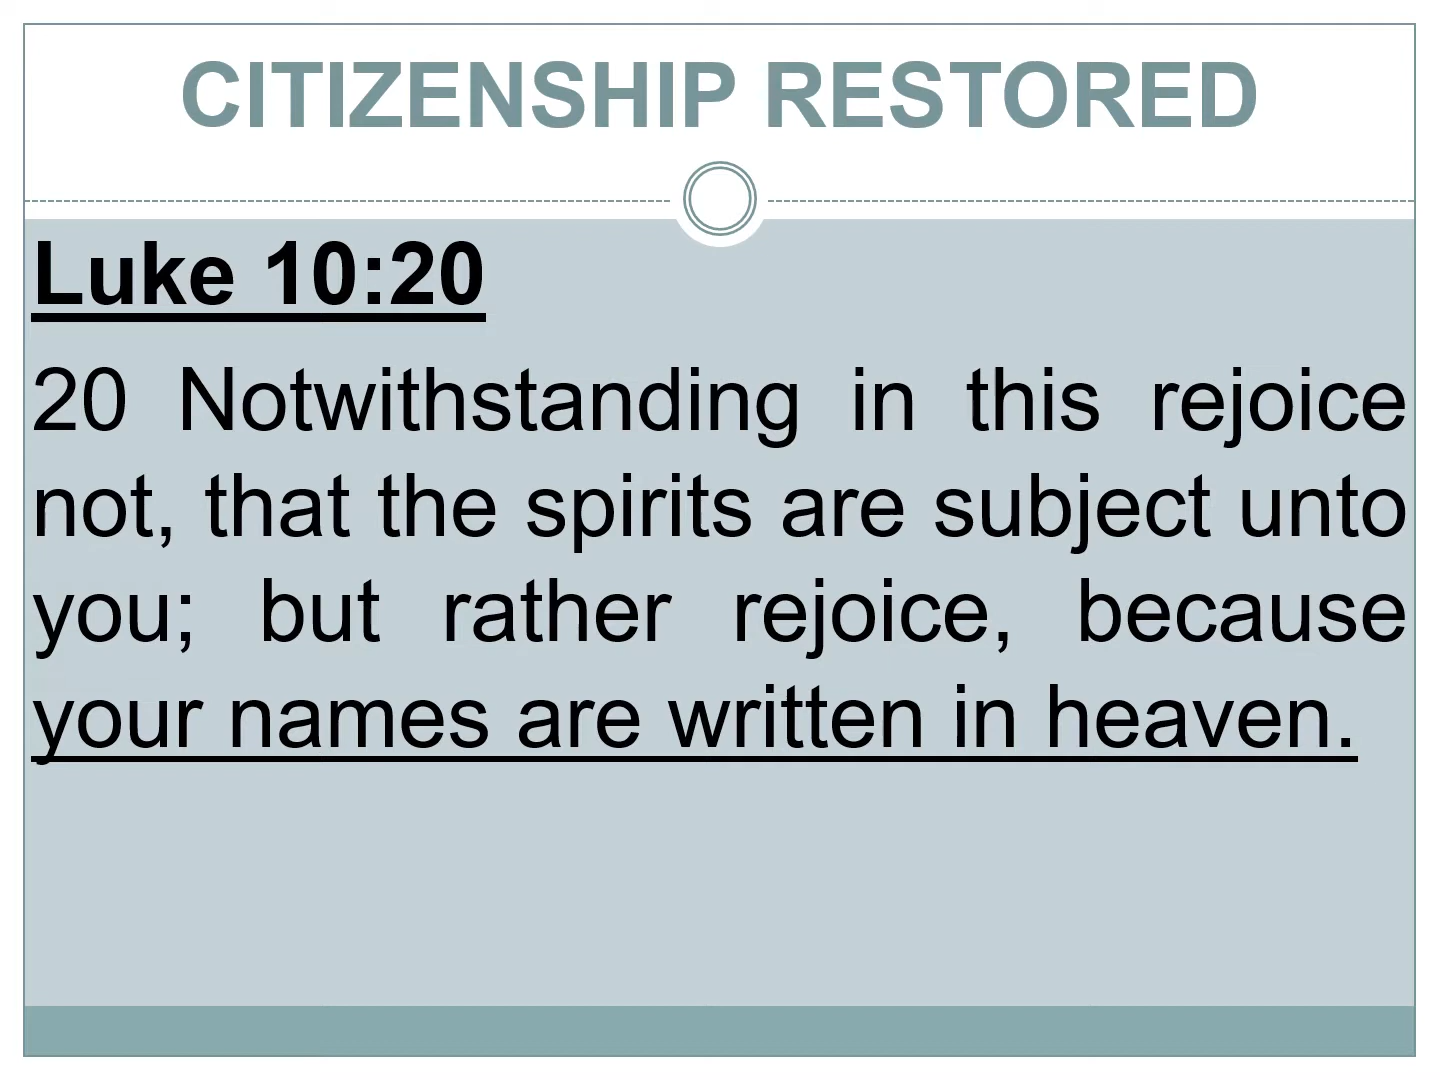 CITIZENSHIP RESTORED
Luke 10:20
20 Notwithstanding in this rejoice
not, that the spirits are subject unto
you; but rather rejoice, because
your names are written in heaven.